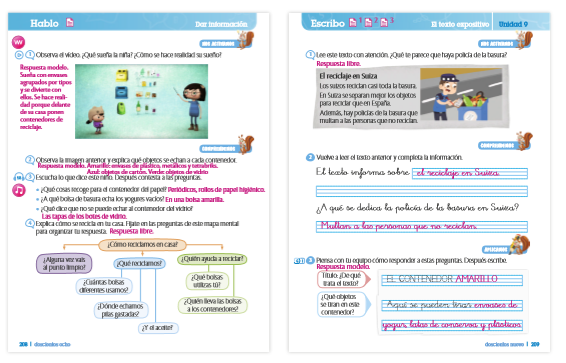 Hablo
Dar información
NOS ACTIVAMOS
1 Observa el vídeo. ¿Qué sueña la niña? ¿Cómo se hace realidad su sueño?
Respuesta modelo.
Sueña con envases
agrupados por tipos
y se divierte con
ellos. Se hace reali-
dad porque delante
de su casa ponen
contenedores de
reciclaje.
COMPRENDEMOS
2 Observa la imagen anterior y explica qué objetos se echan a cada contenedor.
Respuesta modelo. Amarillo: envases de plástico, metálicos y tetrabriks.
Azul: objetos de cartón. Verde: objetos de vidrio
3 Escucha lo que dice este niño. Después contesta a las preguntas.
• ¿Qué cosas recoge para el contenedor del papel? Periódicos, rollos de papel higiénico.
• ¿A qué bolsa de basura echa los yogures vacíos? En una bolsa amarilla.
• ¿Qué dice que no se puede echar al contenedor del vidrio?
Las tapas de los botes de vidrio.
4 Explica cómo se recicla en tu casa. Fíjate en las preguntas de este mapa mental
para organizar tu respuesta. Respuesta libre.
¿Cómo reciclamos en casa?
¿Alguna vez vais
al punto limpio?
¿Qué reciclamos?
¿Quién ayuda a reciclar?
¿Cuántas bolsas
diferentes usamos?
¿Qué bolsas
utilizas tú?
¿Dónde echamos
pilas gastadas?
¿Quién lleva las bolsas
a los contenedores?
¿Y el aceite?
208 | doscientos ocho
Escribo 1 2 3
El texto expositivo | Unidad 9
NOS ACTIVAMOS
1 Lee este texto con atención. ¿Qué te parece que haya policía de la basura?
Respuesta libre.
El reciclaje en Suiza
Los suizos reciclan casi toda la basura.
En Suiza se separan mejor los objetos
para reciclar que en España.
Además, hay policías de la basura que
multan a las personas que no reciclan.
COMPRENDEMOS
2 Vuelve a leer el texto anterior y completa la información.
El texto informa sobre el reciclaje en Suiza.
¿A qué se dedica la policía de la basura en Suiza?
Multan a las personas que no reciclan.
APLICAMOS
3 Piensa con tu equipo cómo responder a estas preguntas. Después escribe.
Respuesta modelo.
Título: ¿De qué
trata el texto?
EL CONTENEDOR AMARILLO
¿Qué objetos
se tiran en este
contenedor?
Aquí se pueden tirar envases de
yogur, latas de conserva y plásticos.
doscientos nueve | 209